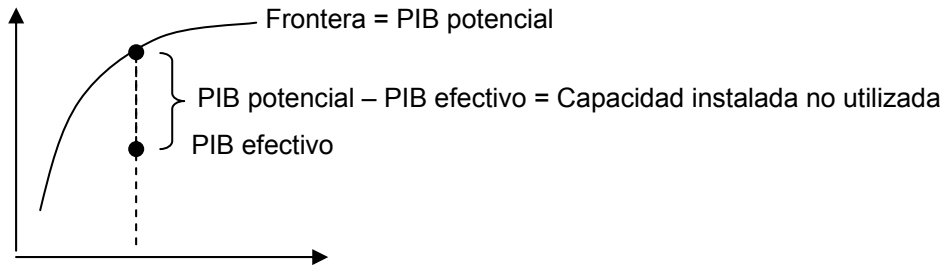 Frontera = PIB potencial
PIB potencial – PIB efectivo = Capacidad instalada no utilizada
PIB efectivo